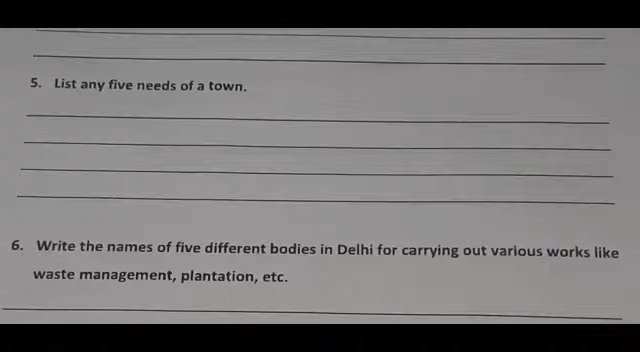 5. List any five needs of a town.
6. Write the names of five different bodies in Delhi for carrying out various works like
waste management, plantation, etc.